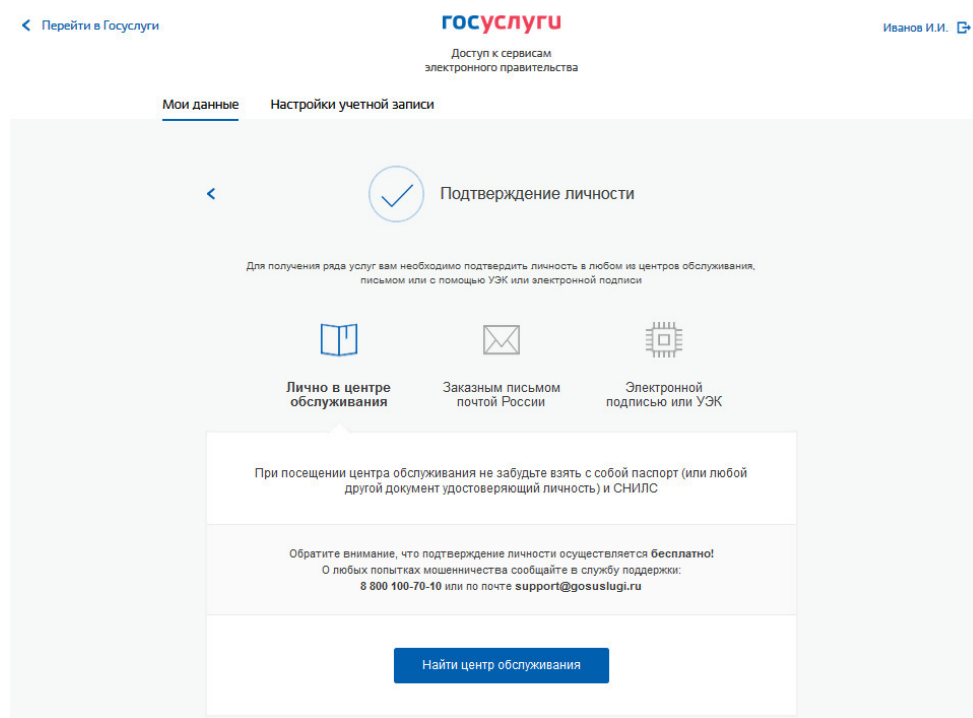 Перейти в Госуслуги
госуслуги
Иванов И.И.
Доступ к сервисам
электронного правительства
Мои данные
Настройки учетной записи
Подтверждение личности
Для получения ряда услуг вам необходимо подтвердить личность в любом из центров обслуживания,
письмом или с помощью УЭК или электронной подписи
Лично в центре
обслуживания
Заказным письмом
почтой России
Электронной
подписью или УЭК
При посещении центра обслуживания не забудьте взять с собой паспорт (или любой
другой документ удостоверяющий личность) и СНИЛС
Обратите внимание, что подтверждение личности осуществляется бесплатно!
О любых попытках мошенничества сообщайте в службу поддержки:
8 800 100-70-10 или по почте support@gosuslugi.ru
Найти центр обслуживания